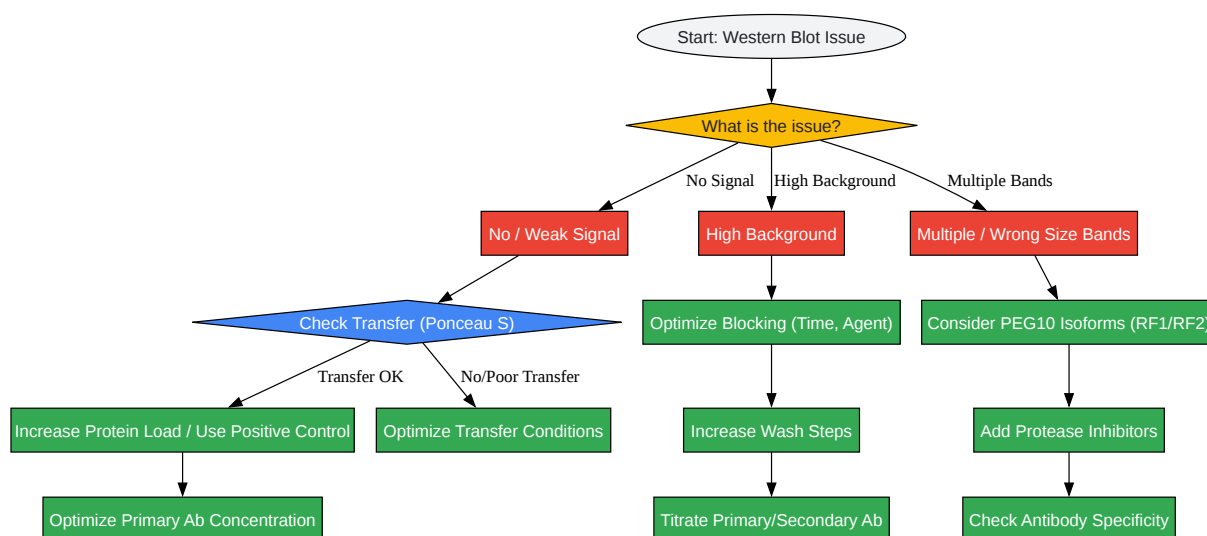 Start: Western Blot Issue
What is the issue?
No Signal
High Background
Multiple Bands
No / Weak Signal
High Background
Multiple / Wrong Size Bands
Check Transfer (Ponceau S)
Optimize Blocking (Time, Agent)
Consider PEG10 Isoforms (RF1/RF2)
Transfer OK
No/Poor Transfer
Increase Protein Load / Use Positive Control
Optimize Transfer Conditions
Increase Wash Steps
Add Protease Inhibitors
Optimize Primary Ab Concentration
Titrate Primary/Secondary Ab
Check Antibody Specificity